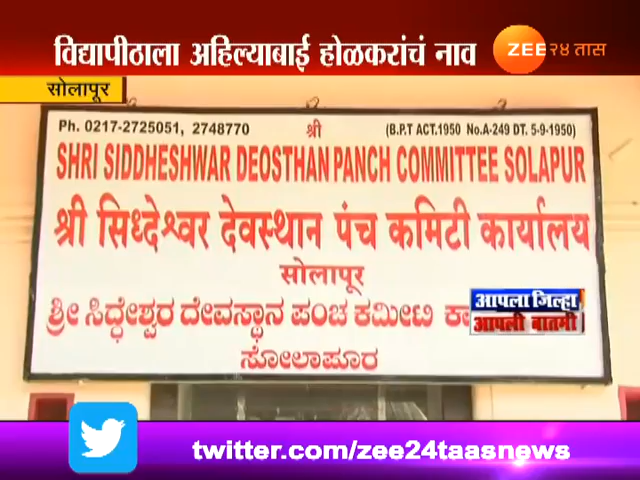 विद्यापीठाला अहिल्याबाई होळकरांचं नाव
ZEE २४ तास
सोलापूर
Ph. 0217-2725051, 2748770
श्री
(B.P.T ACT.1950 No.A-249 DT. 5-9-1950)
SHRI SIDDHESHWAR DEOSTHAN PANCH COMMITTEE SOLAPUR
श्री सिध्देश्वर देवस्थान पंच कमिटी कार्यालय
सोलापूर
ಶ್ರೀ ಸಿದ್ಧೇಶ್ವರ ದೇವಸ್ಥಾನ ಪಂಚ ಕಮೀಟಿ
ಸೋಲಾಪೂರ
आपला जिल्हा
आपली बातमी
twitter.com/zee24taasnews